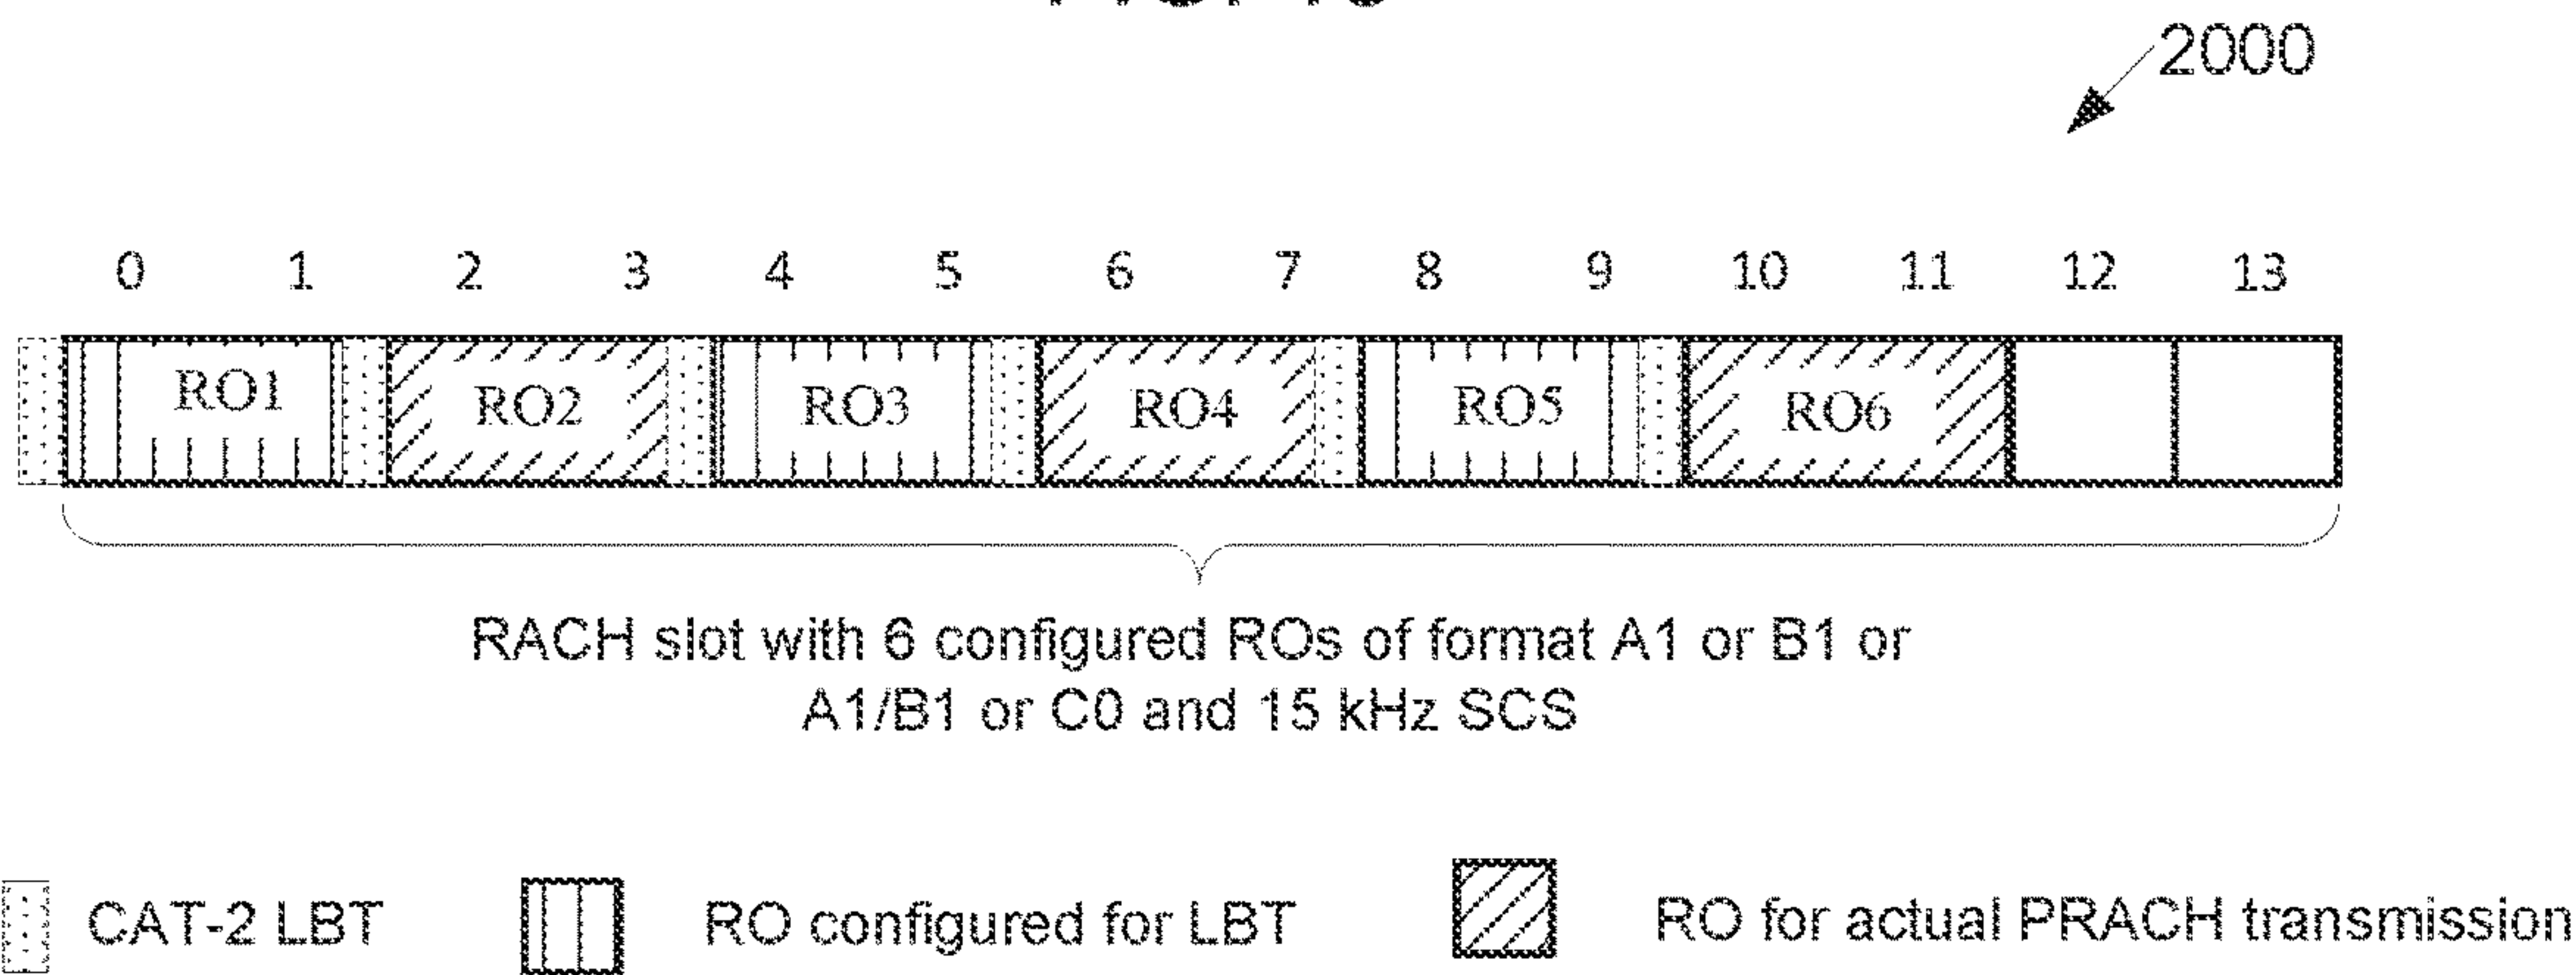 2000
0 1 2 3 4 5 6 7 8 9 10 11 12 13
RO1 RO2 RO3 RO4 RO5 RO6
RACH slot with 6 configured ROs of format A1 or B1 or
A1/B1 or C0 and 15 kHz SCS
CAT-2 LBT RO configured for LBT RO for actual PRACH transmission